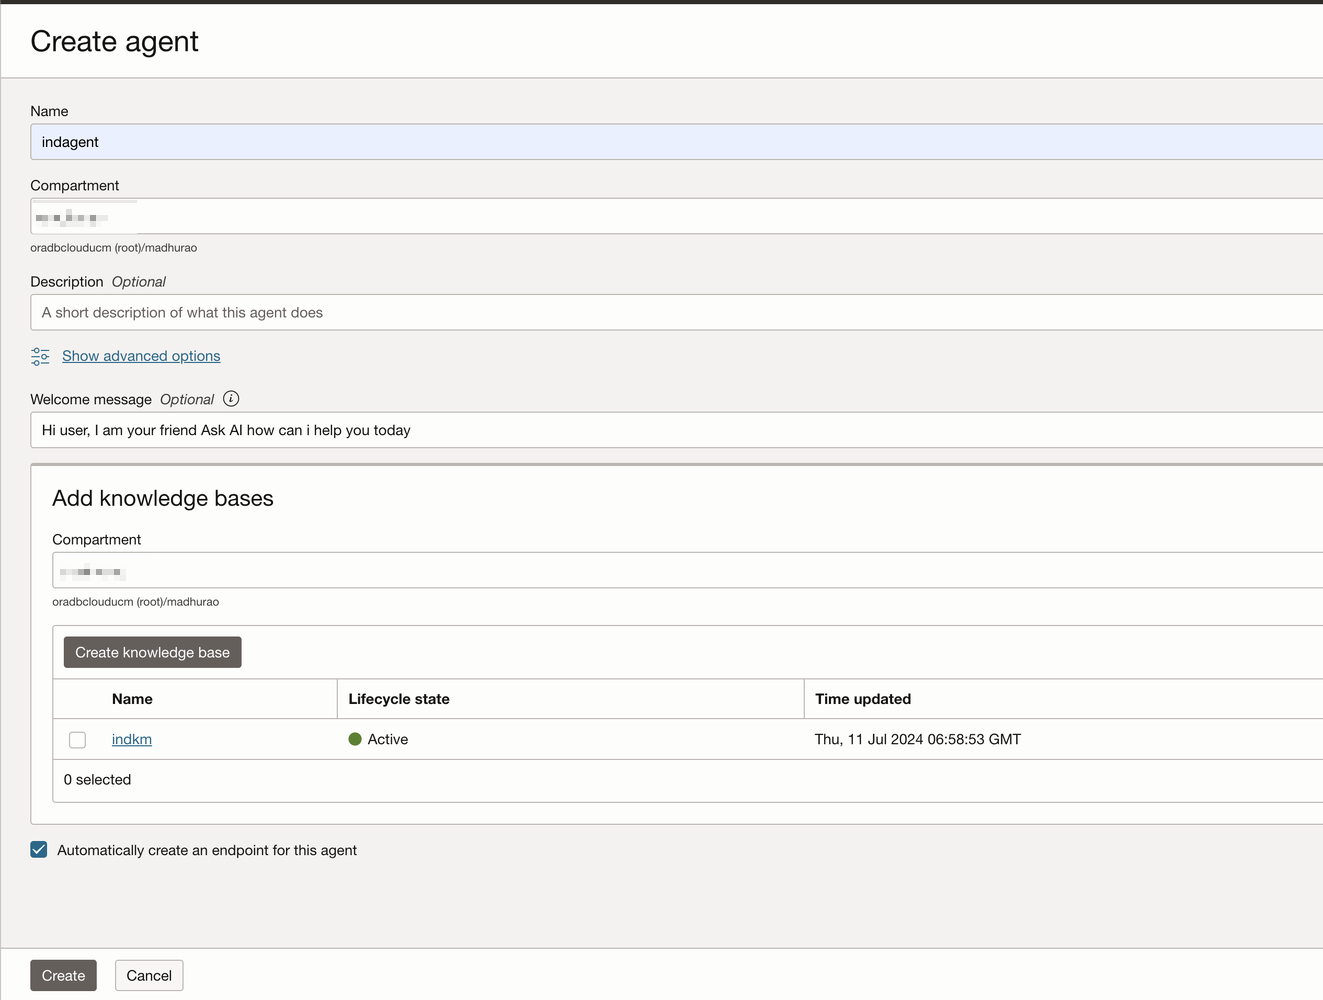 Create agent
Name
indagent
Compartment
oradbclouducm (root)/madhurao
Description Optional
A short description of what this agent does
Show advanced options
Welcome message Optional
Hi user, I am your friend Ask AI how can i help you today
Add knowledge bases
Compartment
oradbclouducm (root)/madhurao
Create knowledge base
Name Lifecycle state Time updated
indkm Active Thu, 11 Jul 2024 06:58:53 GMT
0 selected
Automatically create an endpoint for this agent
Create Cancel